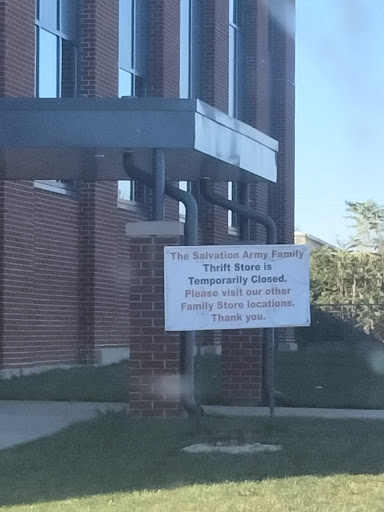 The Salvation Army Family
Thrift Store is
Temporarily Closed.
Please visit our other
Family Store locations.
Thank you.